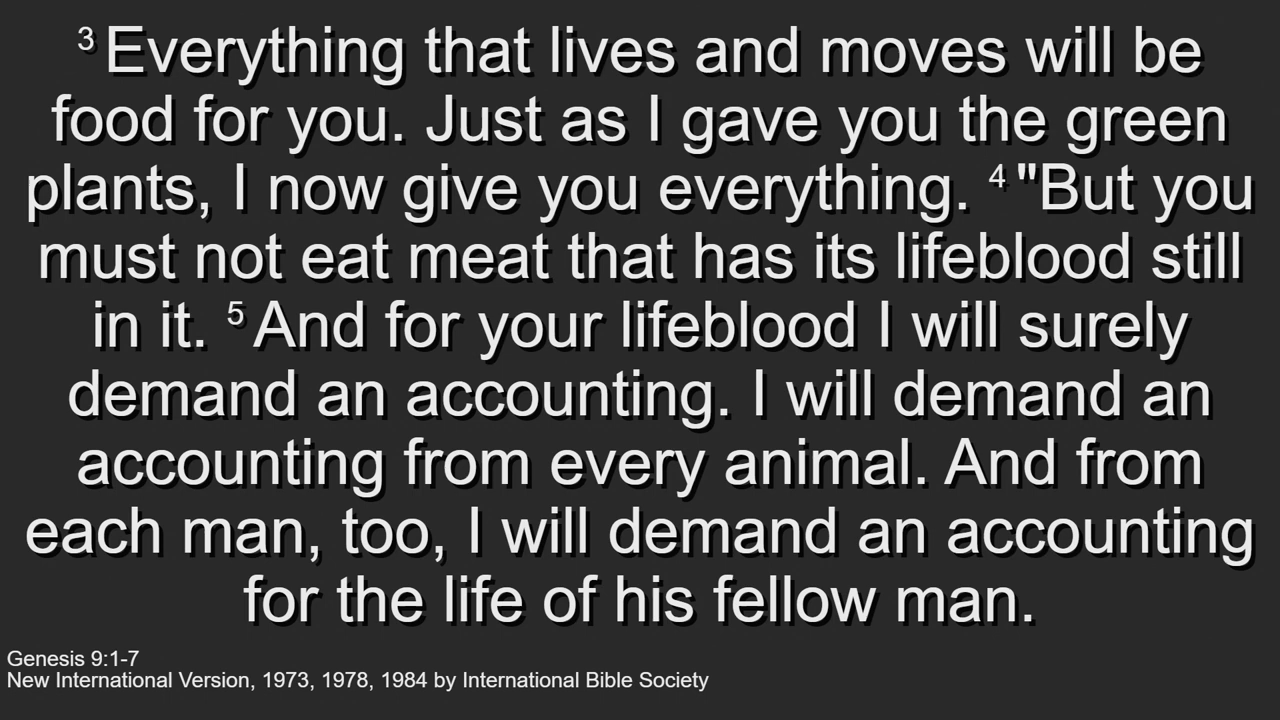 3 Everything that lives and moves will be
food for you. Just as I gave you the green
plants, I now give you everything. 4 "But you
must not eat meat that has its lifeblood still
in it. 5 And for your lifeblood I will surely
demand an accounting. I will demand an
accounting from every animal. And from
each man, too, I will demand an accounting
for the life of his fellow man.
Genesis 9:1-7
New International Version, 1973, 1978, 1984 by International Bible Society